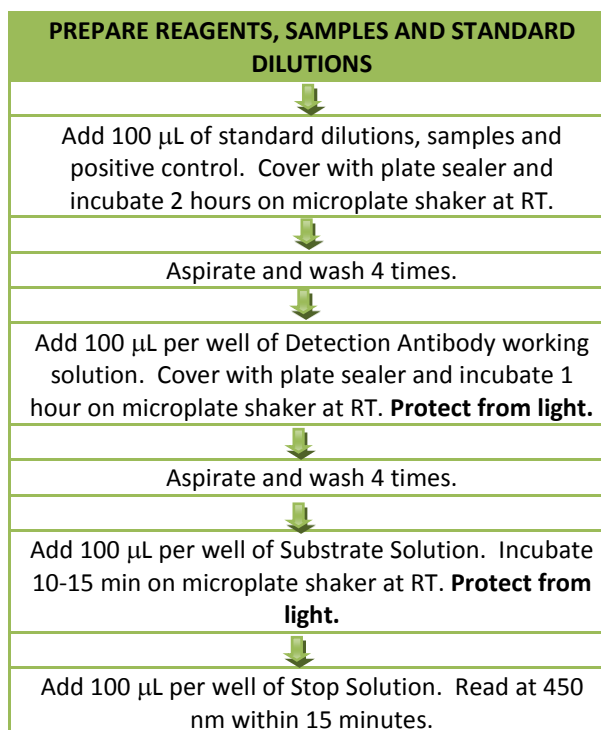 PREPARE REAGENTS, SAMPLES AND STANDARD
DILUTIONS
Add 100 μL of standard dilutions, samples and
positive control.  Cover with plate sealer and
incubate 2 hours on microplate shaker at RT.
Aspirate and wash 4 times.
Add 100 μL per well of Detection Antibody working
solution.  Cover with plate sealer and incubate 1
hour on microplate shaker at RT. Protect from light.
Aspirate and wash 4 times.
Add 100 μL per well of Substrate Solution.  Incubate
10-15 min on microplate shaker at RT. Protect from
light.
Add 100 μL per well of Stop Solution.  Read at 450
nm within 15 minutes.